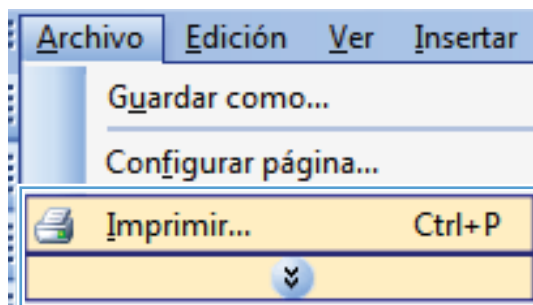 Archivo Edición Ver Insertar
Guardar como...
Configurar página...
Imprimir... Ctrl+P